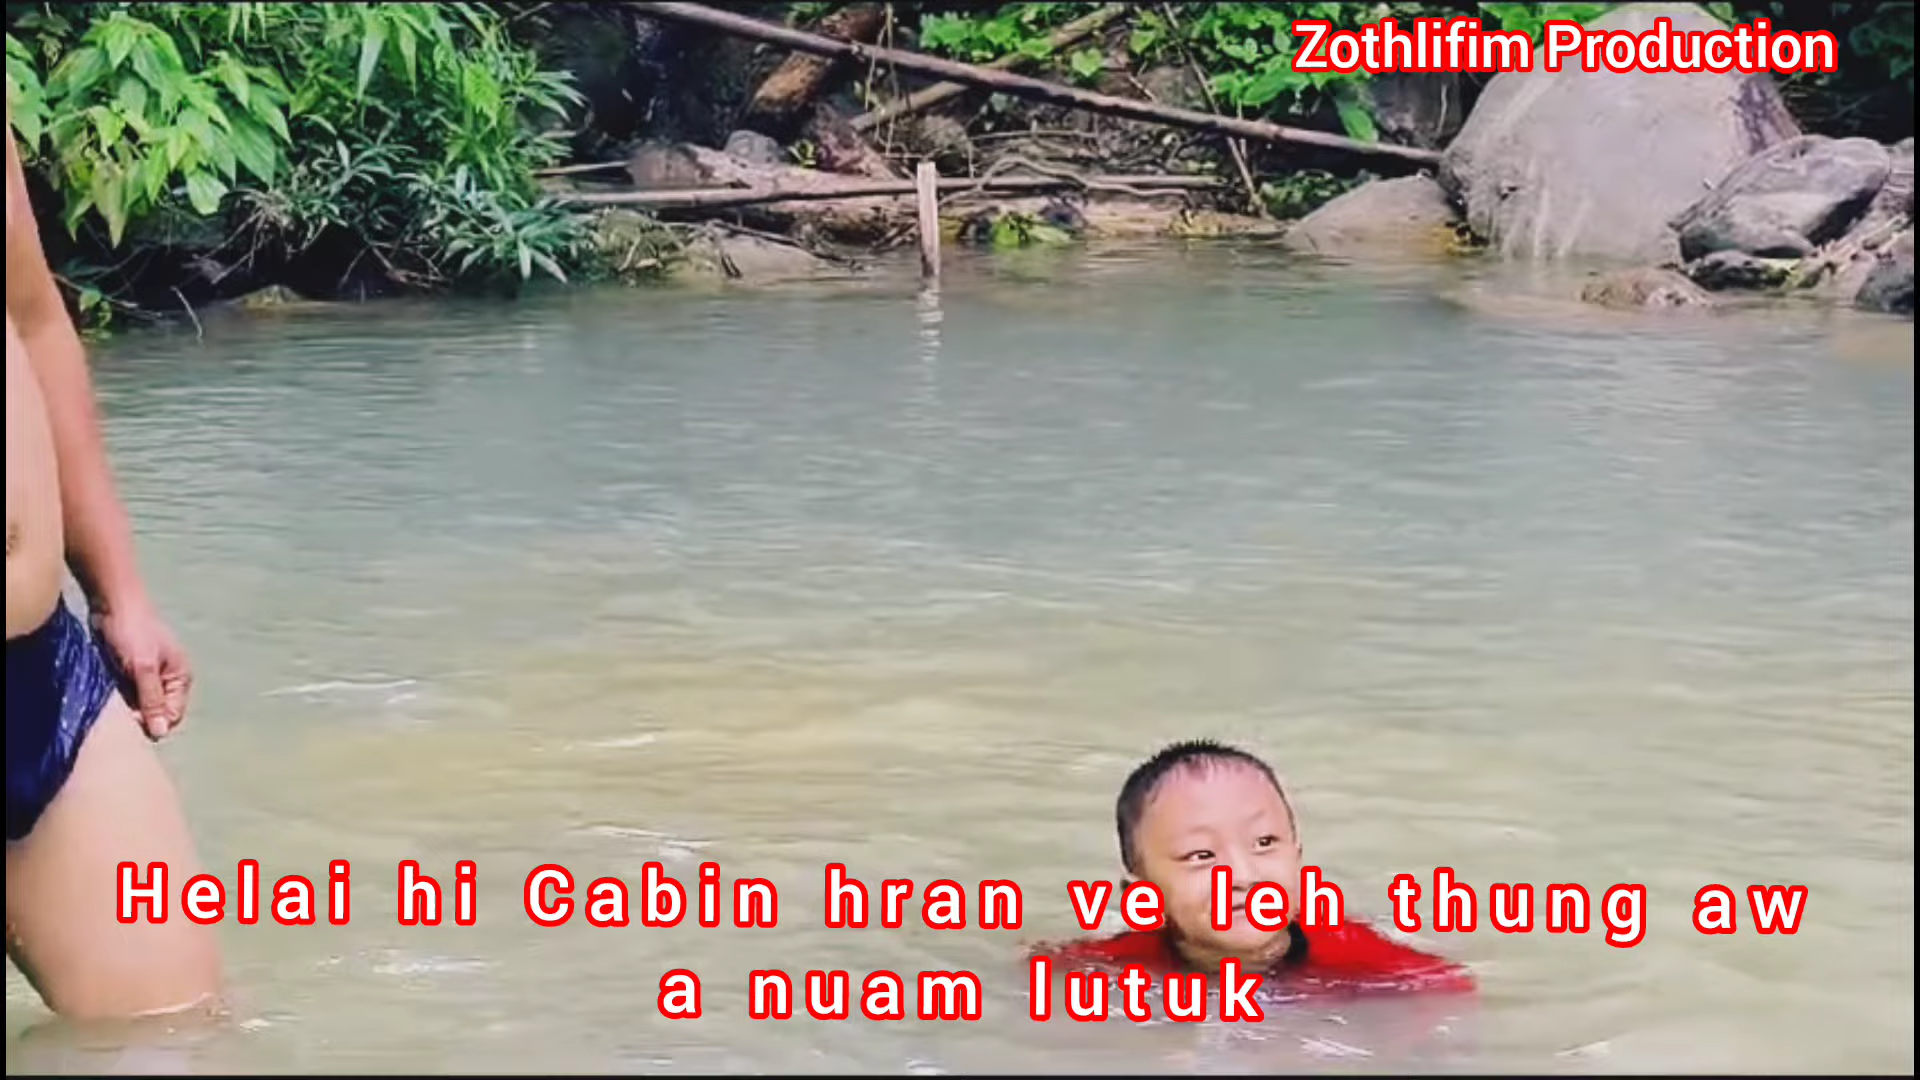 Zothlifim Production
Helai hi Cabin hran ve leh thung aw
a nuam lutuk